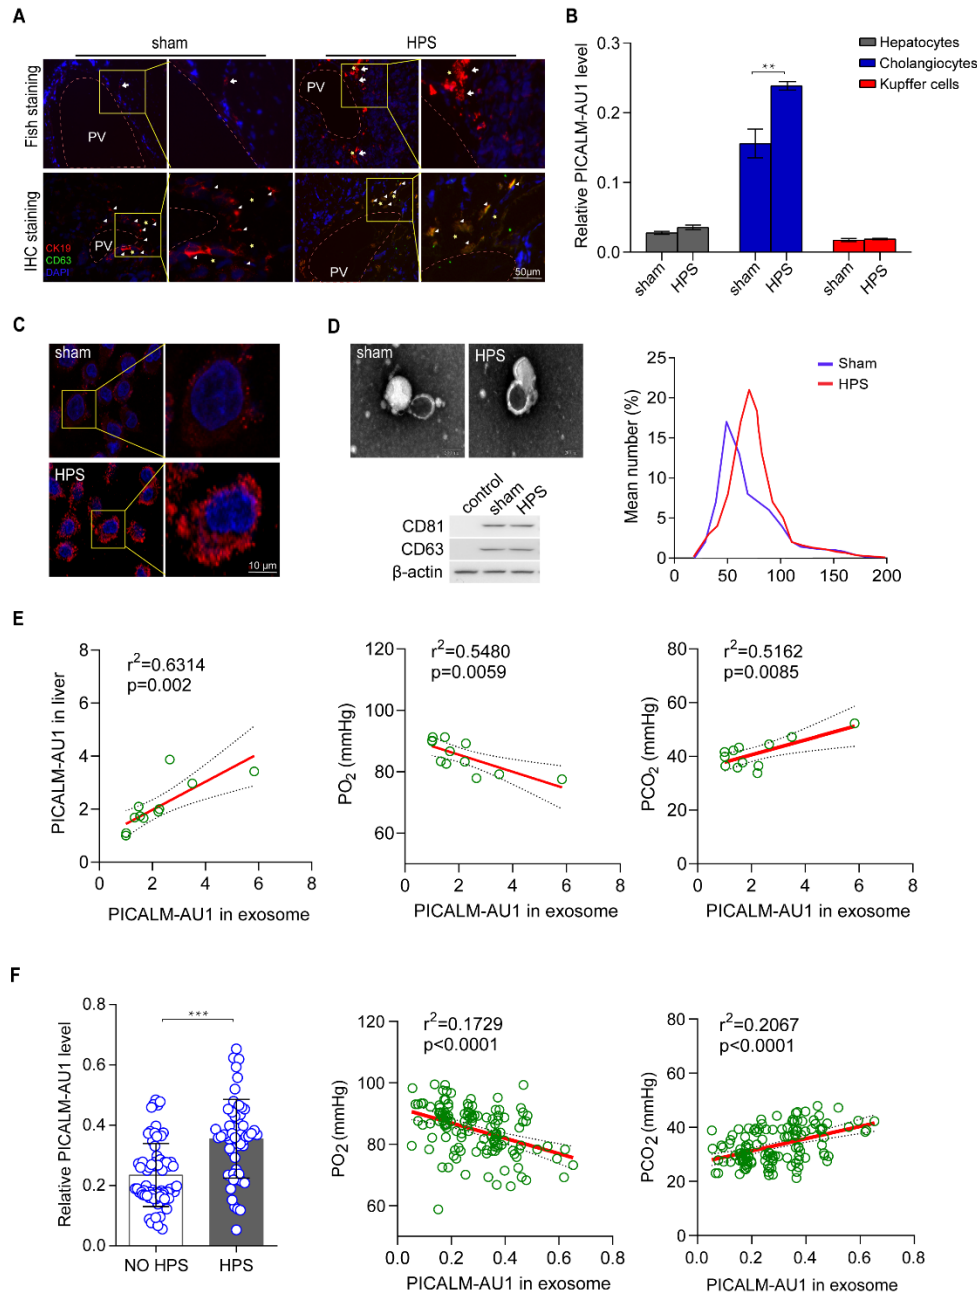 A
sham
HPS
Fish staining
PV
PV
IHC staining
PV
CK19
CD63
DAPI
PV
50μm
B
Relative PICALM-AU1 level
0.3
0.2
0.1
0.0
Hepatocytes
Cholangiocytes
Kupffer cells
**
sham
HPS
sham
HPS
sham
HPS
C
sham
HPS
10 μm
D
sham
HPS
control
sham
HPS
CD81
CD63
β-actin
Mean number (%)
25
20
15
10
5
0
Sham
HPS
0
50
100
150
200
E
PICALM-AU1 in liver
8
6
4
2
0
r²=0.6314
p=0.002
0
2
4
6
8
PICALM-AU1 in exosome
PO₂ (mmHg)
120
100
80
60
r²=0.5480
p=0.0059
0
2
4
6
8
PICALM-AU1 in exosome
PCO₂ (mmHg)
80
60
40
20
0
r²=0.5162
p=0.0085
0
2
4
6
8
PICALM-AU1 in exosome
F
Relative PICALM-AU1 level
0.8
0.6
0.4
0.2
0.0
***
NO HPS
HPS
PO₂ (mmHg)
120
100
80
60
r²=0.1729
p<0.0001
0.0
0.2
0.4
0.6
0.8
PICALM-AU1 in exosome
PCO₂ (mmHg)
80
60
40
20
0
r²=0.2067
p<0.0001
0.0
0.2
0.4
0.6
0.8
PICALM-AU1 in exosome